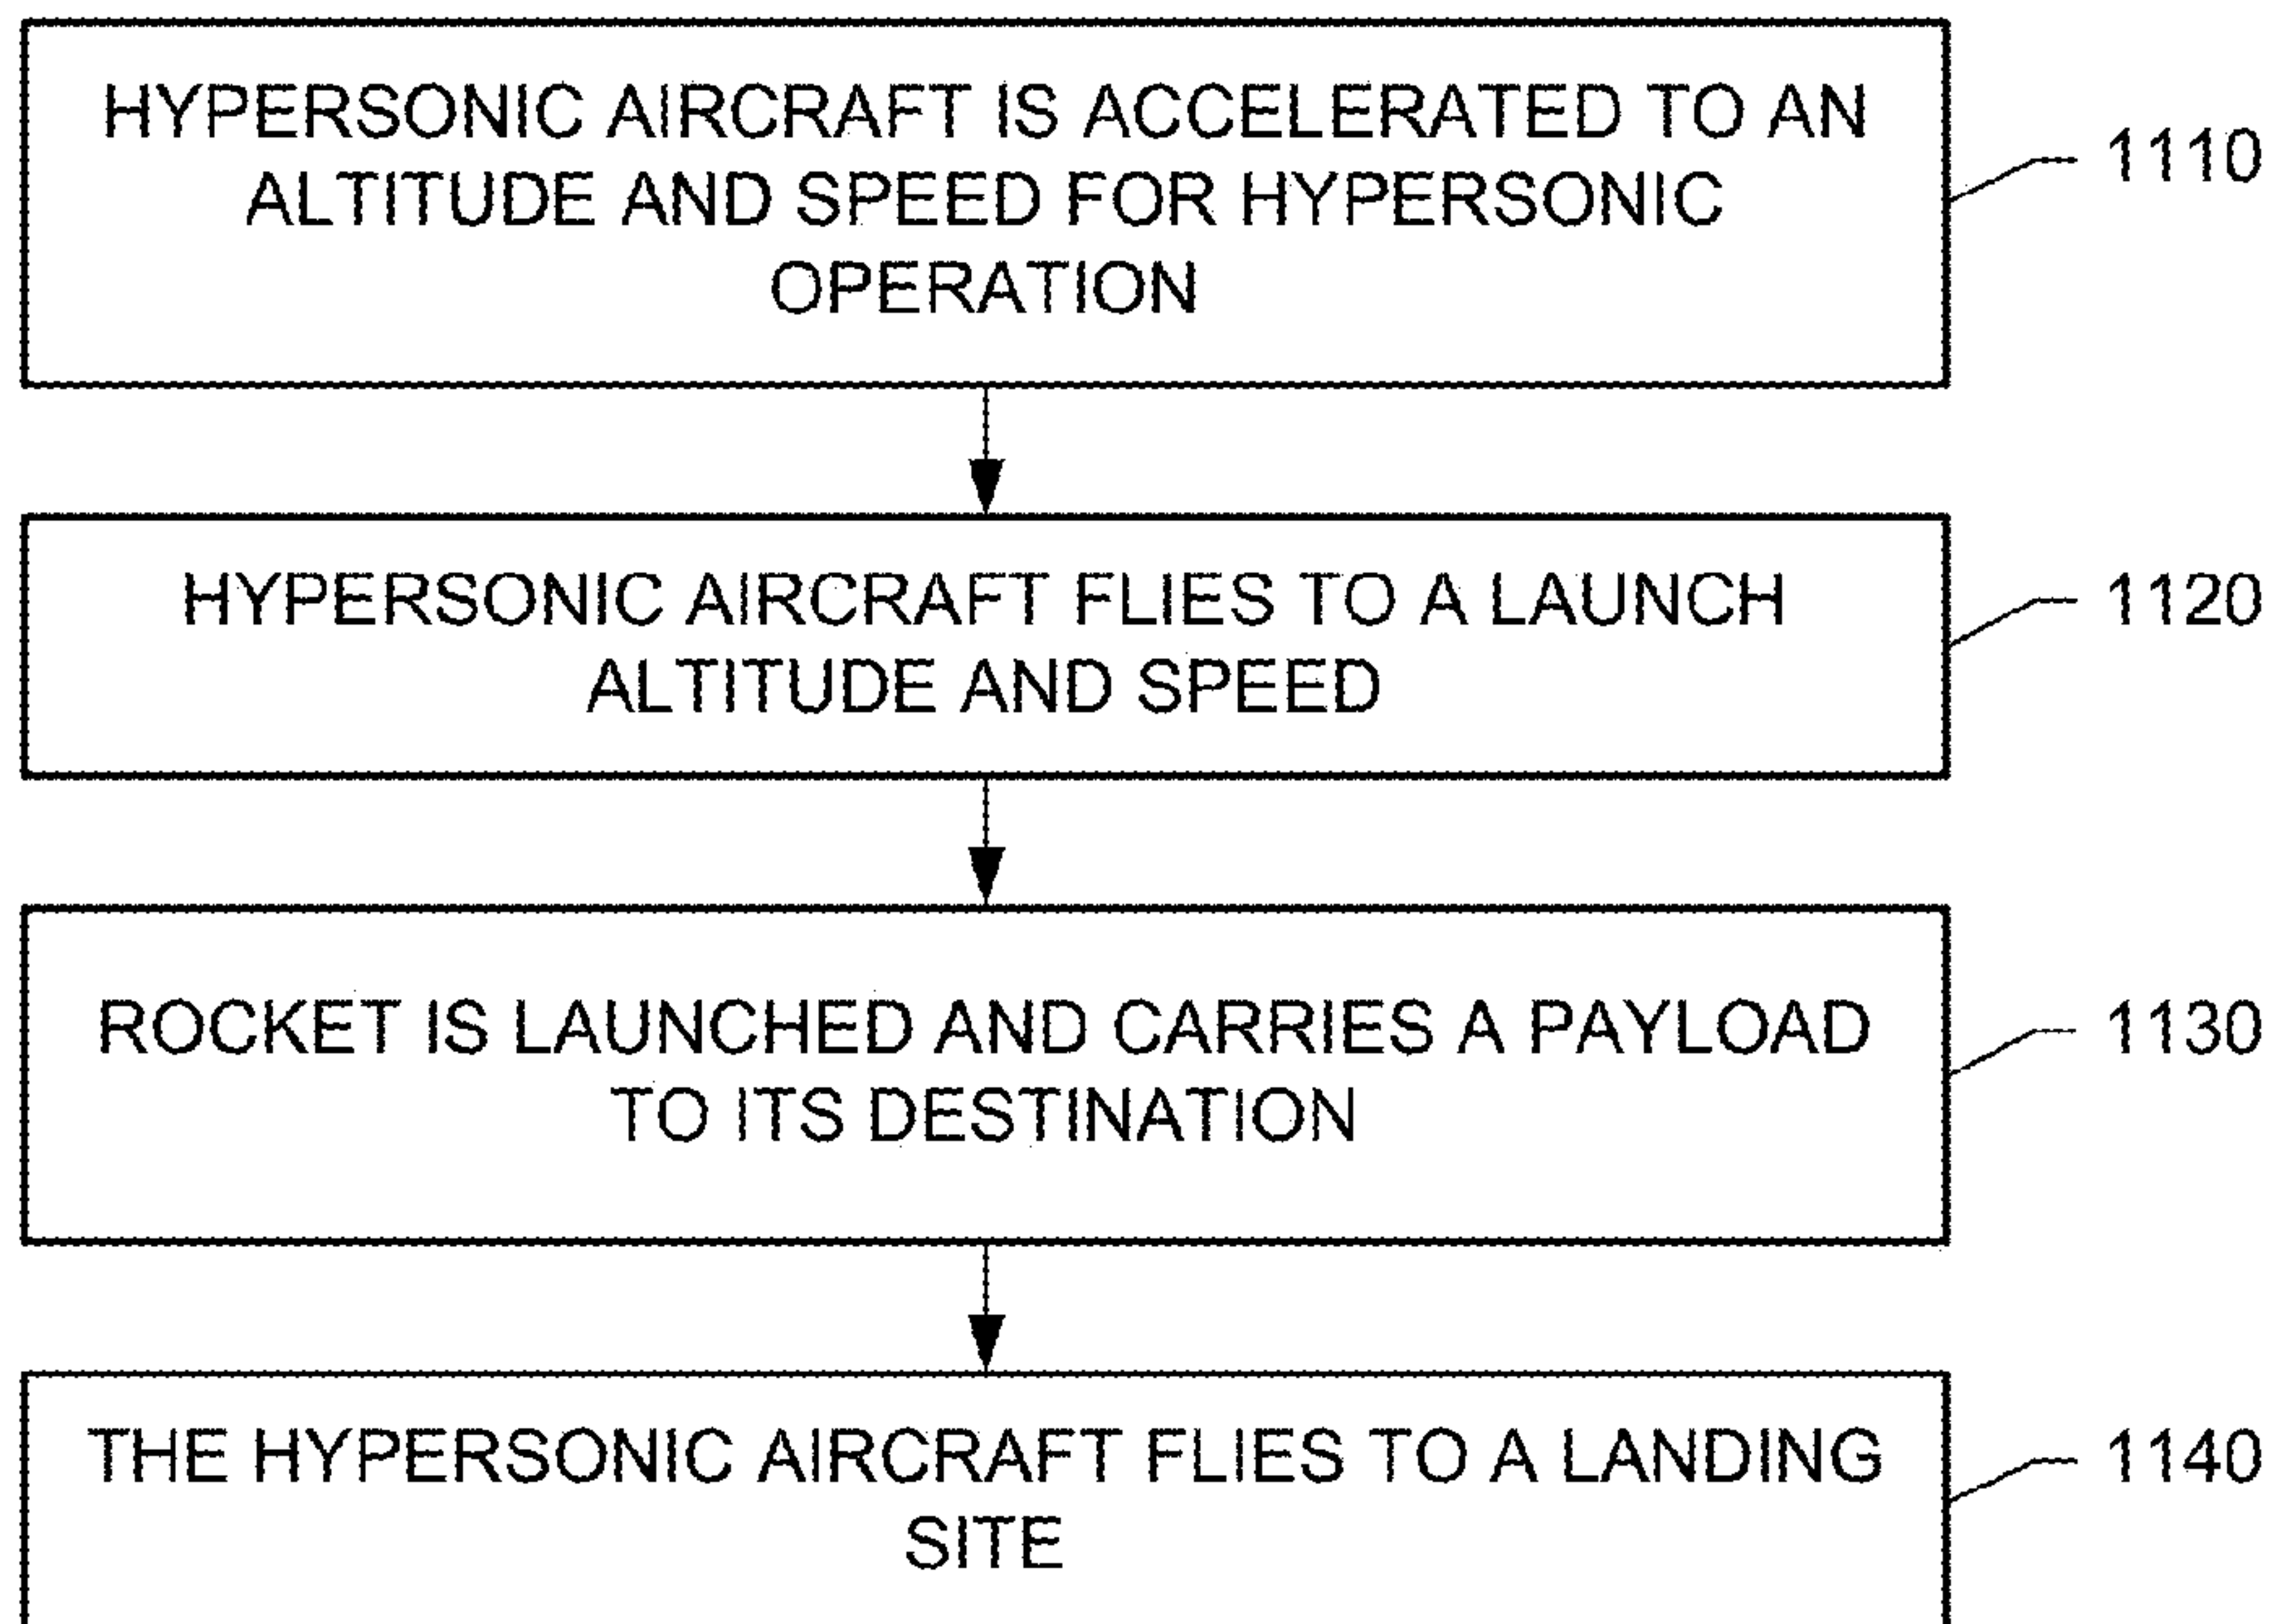 HYPERSONIC AIRCRAFT IS ACCELERATED TO AN
ALTITUDE AND SPEED FOR HYPERSONIC
OPERATION
1110
HYPERSONIC AIRCRAFT FLIES TO A LAUNCH
ALTITUDE AND SPEED
1120
ROCKET IS LAUNCHED AND CARRIES A PAYLOAD
TO ITS DESTINATION
1130
THE HYPERSONIC AIRCRAFT FLIES TO A LANDING
SITE
1140